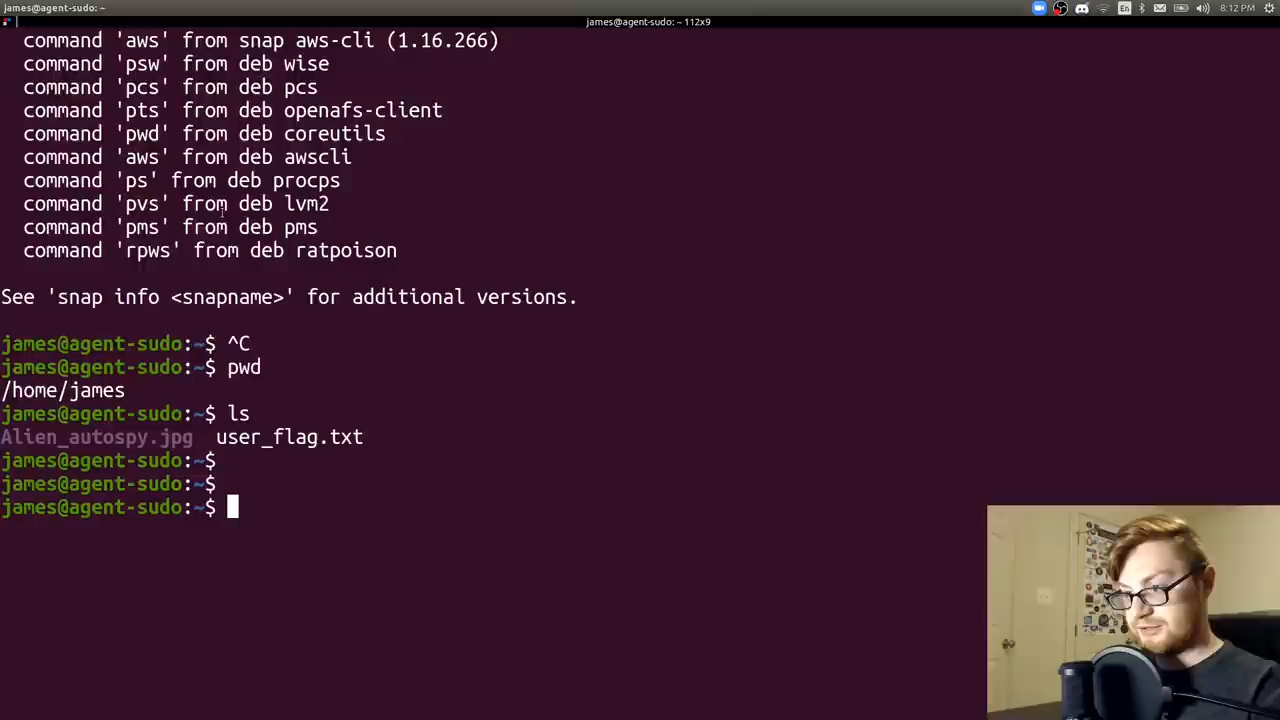 james@agent-sudo: ~
james@agent-sudo: ~ 112x9
En
8:12 PM
command 'aws' from snap aws-cli (1.16.266)
command 'psw' from deb wise
command 'pcs' from deb pcs
command 'pts' from deb openafs-client
command 'pwd' from deb coreutils
command 'aws' from deb awscli
command 'ps' from deb procps
command 'pvs' from deb lvm2
command 'pms' from deb pms
command 'rpws' from deb ratpoison
See 'snap info <snapname>' for additional versions.
james@agent-sudo:~$ ^C
james@agent-sudo:~$ pwd
/home/james
james@agent-sudo:~$ ls
Alien_autospy.jpg user_flag.txt
james@agent-sudo:~$
james@agent-sudo:~$
james@agent-sudo:~$